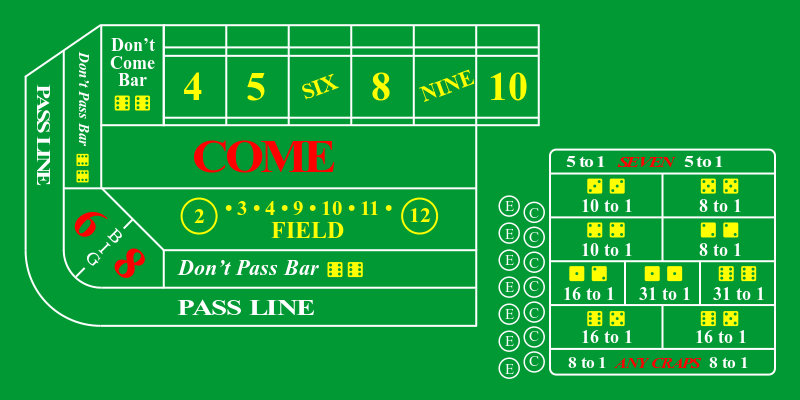 PASS LINE
Don't Pass Bar
Don't
Come
Bar
4 5 SIX 8 NINE 10
COME
2 • 3 • 4 • 9 • 10 • 11 • 12
FIELD
6 BIG 8
Don't Pass Bar
PASS LINE
E C
E C
E C
E C
E C
E C
E C
5 to 1 SEVEN 5 to 1
10 to 1 8 to 1
10 to 1 8 to 1
16 to 1 31 to 1 31 to 1
16 to 1 16 to 1
8 to 1 ANY CRAPS 8 to 1